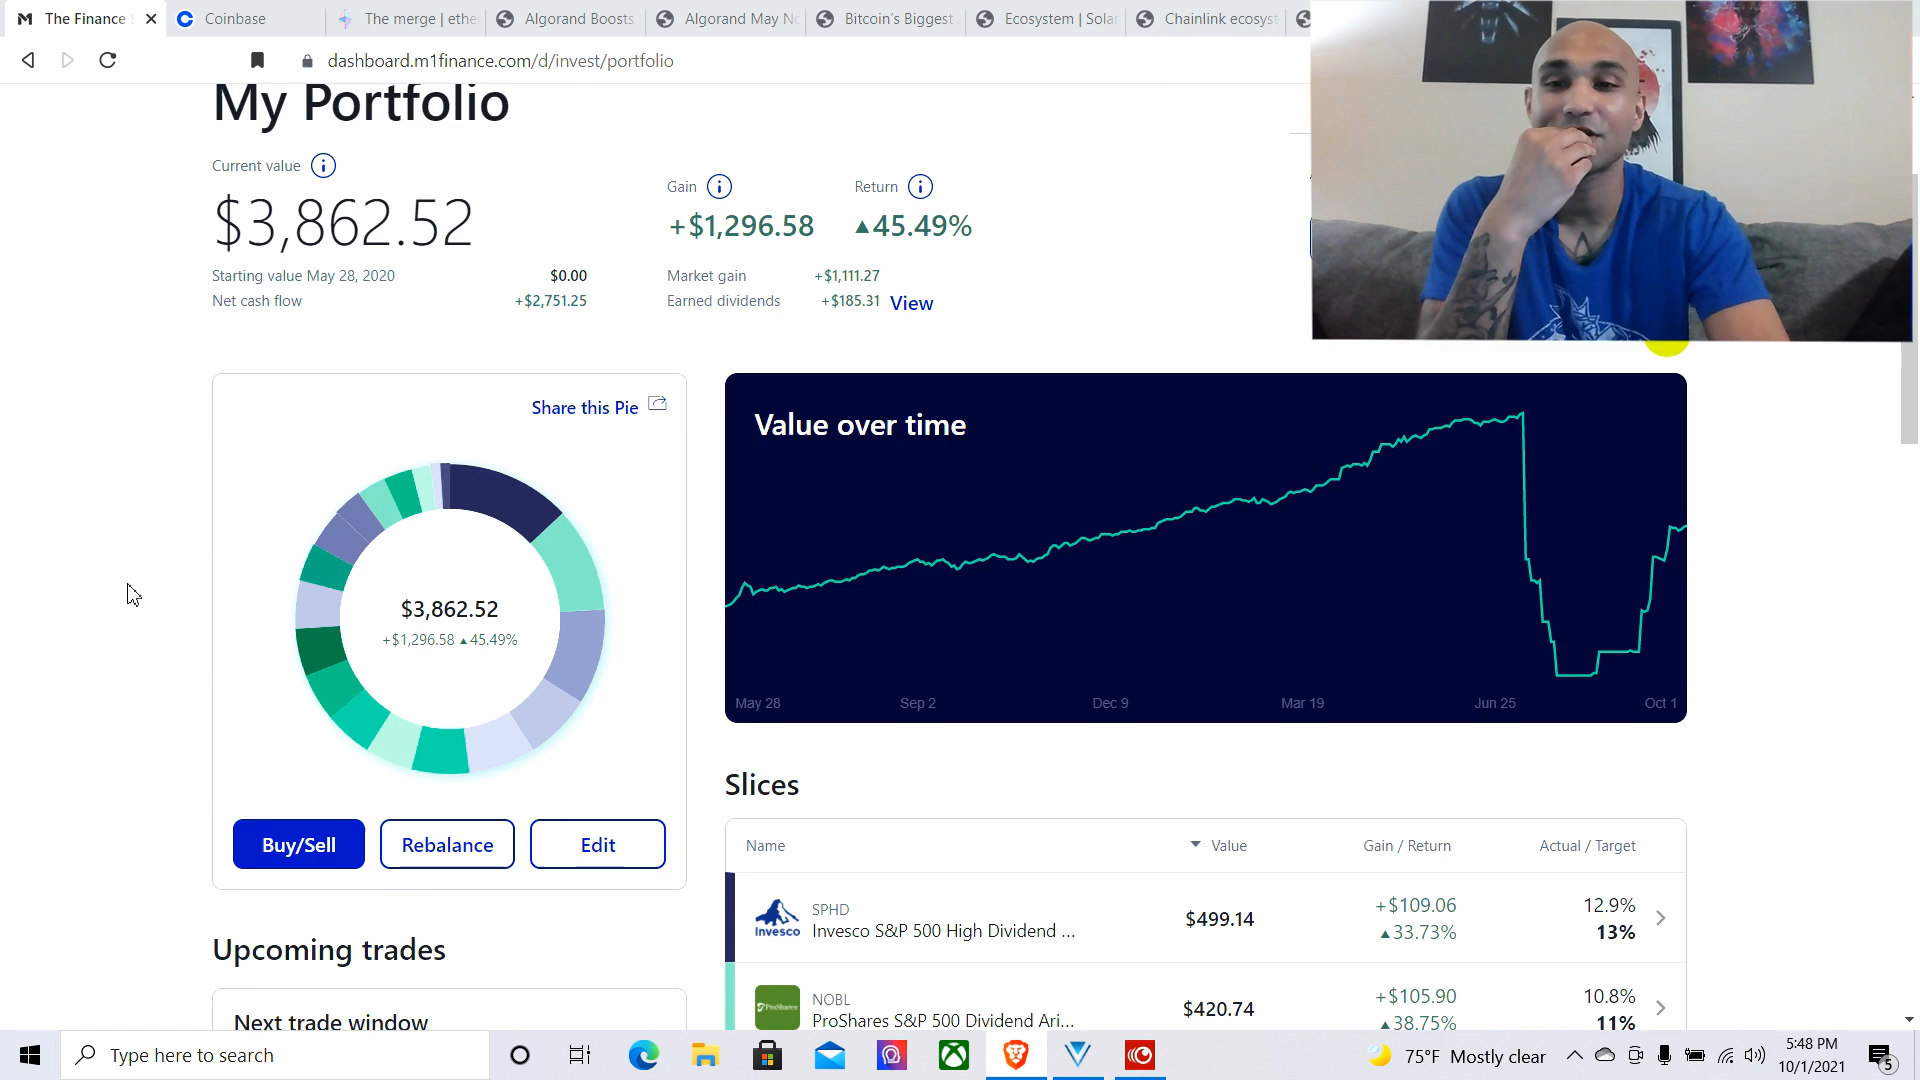 The Finance
Coinbase
The merge | ethe
Algorand Boosts
Algorand May No
Bitcoin's Biggest
Ecosystem | Solar
Chainlink ecosyst
dashboard.m1finance.com/d/invest/portfolio
My Portfolio
Current value
$3,862.52
Gain
+$1,296.58
Return
▲45.49%
Starting value May 28, 2020 $0.00
Net cash flow +$2,751.25
Market gain +$1,111.27
Earned dividends +$185.31 View
Share this Pie
$3,862.52
+$1,296.58 ▲45.49%
Buy/Sell
Rebalance
Edit
Value over time
May 28
Sep 2
Dec 9
Mar 19
Jun 25
Oct 1
Slices
Name
Value
Gain / Return
Actual / Target
Invesco
SPHD
Invesco S&P 500 High Dividend ...
$499.14
+$109.06
▲33.73%
12.9%
13%
ProShares
NOBL
ProShares S&P 500 Dividend Ari...
$420.74
+$105.90
▲38.75%
10.8%
11%
Upcoming trades
Next trade window
Type here to search
75°F Mostly clear
5:48 PM
10/1/2021
5